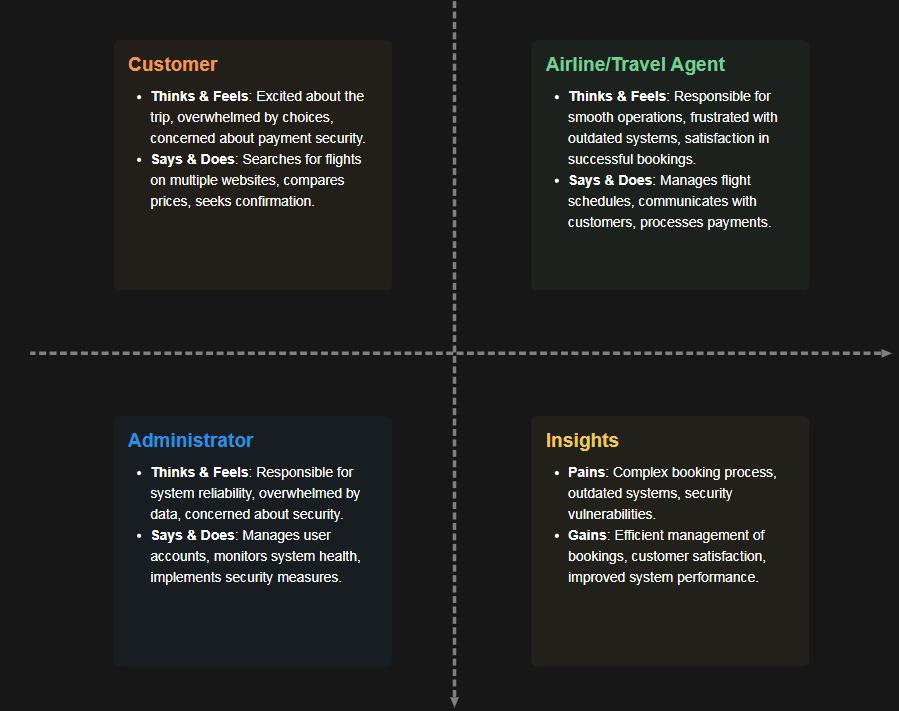 Customer
• Thinks & Feels: Excited about the
trip, overwhelmed by choices,
concerned about payment security.
• Says & Does: Searches for flights
on multiple websites, compares
prices, seeks confirmation.
Airline/Travel Agent
• Thinks & Feels: Responsible for
smooth operations, frustrated with
outdated systems, satisfaction in
successful bookings.
• Says & Does: Manages flight
schedules, communicates with
customers, processes payments.
Administrator
• Thinks & Feels: Responsible for
system reliability, overwhelmed by
data, concerned about security.
• Says & Does: Manages user
accounts, monitors system health,
implements security measures.
Insights
• Pains: Complex booking process,
outdated systems, security
vulnerabilities.
• Gains: Efficient management of
bookings, customer satisfaction,
improved system performance.